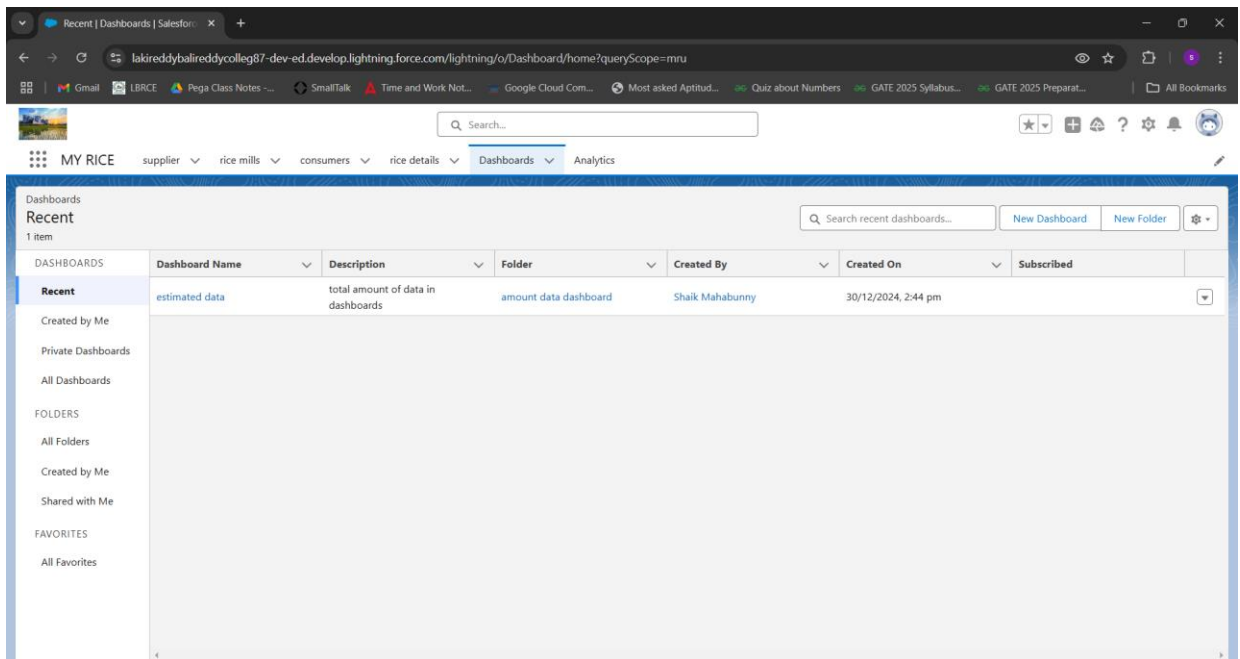 Recent | Dashboards | Salesforc
lakireddybalireddycolleg87-dev-ed.develop.lightning.force.com/lightning/o/Dashboard/home?queryScope=mru
S
Gmail LBRCE Pega Class Notes -... SmallTalk Time and Work Not... Google Cloud Com... Most asked Aptitud... Quiz about Numbers GATE 2025 Syllabus... GATE 2025 Preparat... All Bookmarks
Search...
MY RICE supplier rice mills consumers rice details Dashboards Analytics
Dashboards
Recent
1 item
Search recent dashboards... New Dashboard New Folder
DASHBOARDS Dashboard Name Description Folder Created By Created On Subscribed
Recent estimated data total amount of data in amount data dashboard Shaik Mahabunny 30/12/2024, 2:44 pm
dashboards
Created by Me
Private Dashboards
All Dashboards
FOLDERS
All Folders
Created by Me
Shared with Me
FAVORITES
All Favorites